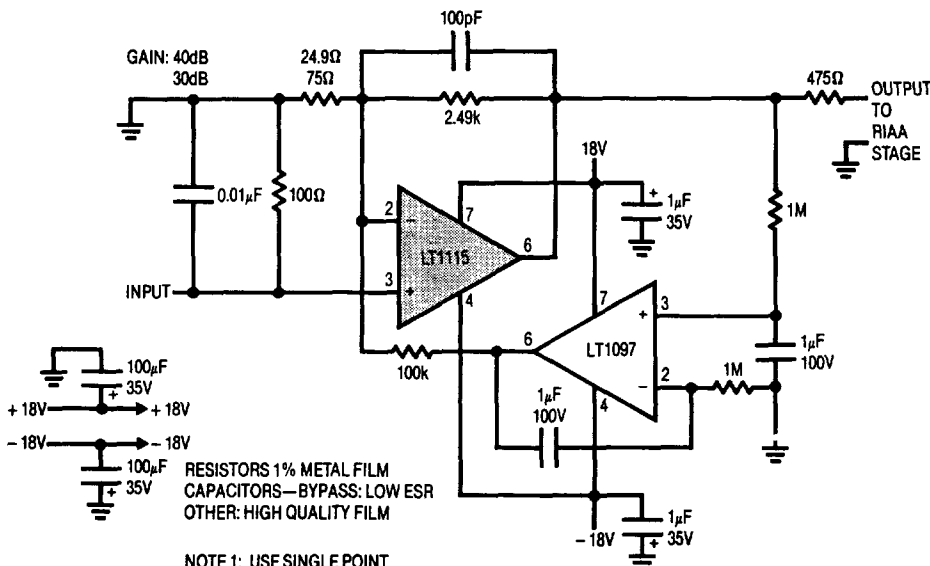 100pF
GAIN: 40dB
30dB
24.9Ω
75Ω
2.49k
475Ω
OUTPUT
TO
RIAA
STAGE
0.01µF
100Ω
18V
2
–
7
+
1µF
35V
1M
LT1115
6
INPUT
3
+
4
7
+
3
6
LT1097
1µF
100V
100k
–
2
1M
4
100µF
35V
+
1µF
100V
+ 18V
+ 18V
– 18V
– 18V
100µF
35V
+
RESISTORS 1% METAL FILM
CAPACITORS—BYPASS: LOW ESR
OTHER: HIGH QUALITY FILM
– 18V
1µF
35V
+
NOTE 1: USE SINGLE POINT